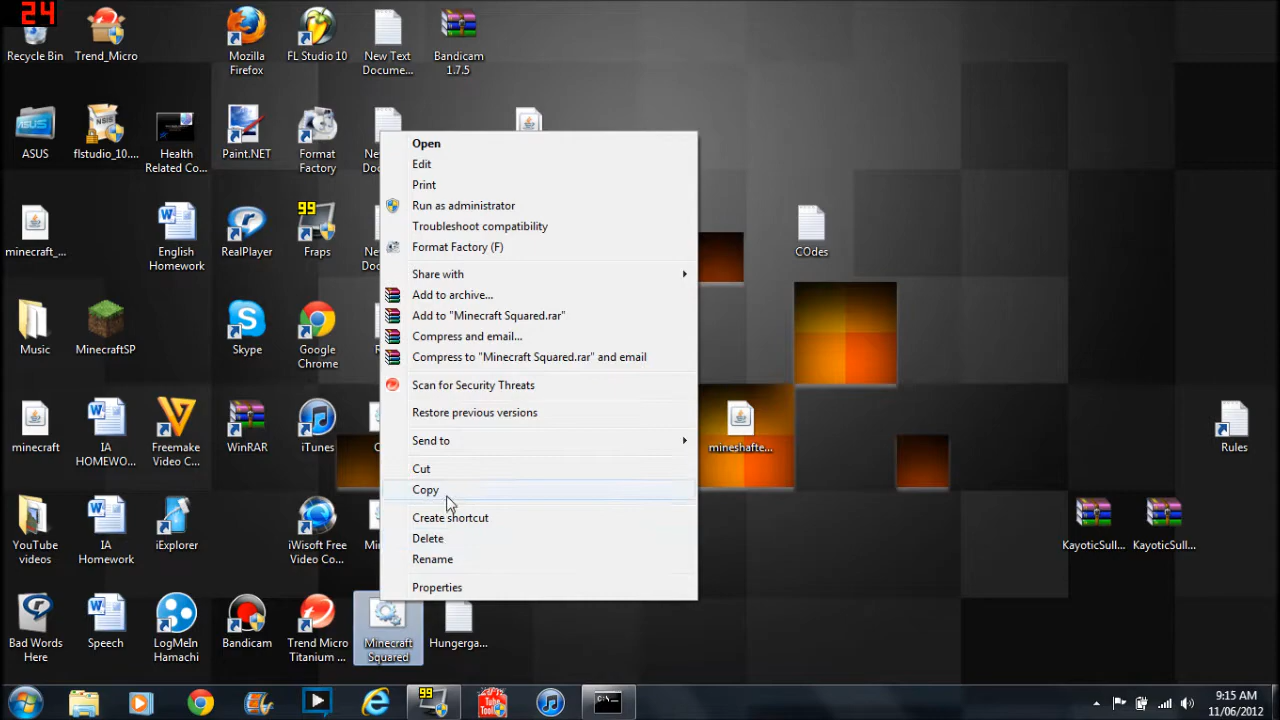 24
Recycle Bin
Trend_Micro
Mozilla
Firefox
FL Studio 10
New Text
Docume...
Bandicam
1.7.5
ASUS
flstudio_10....
Health
Related Co...
Paint.NET
Format
Factory
minecraft_...
English
Homework
RealPlayer
99
Fraps
Music
MinecraftSP
Skype
Google
Chrome
minecraft
IA
HOMEWO...
Freemake
Video C...
WinRAR
iTunes
YouTube
videos
IA
Homework
iExplorer
iWisoft Free
Video Co...
Bad Words
Here
Speech
LogMeIn
Hamachi
Bandicam
Trend Micro
Titanium ...
Minecraft
Squared
Hungerga...
Open
Edit
Print
Run as administrator
Troubleshoot compatibility
Format Factory (F)
Share with
Add to archive...
Add to "Minecraft Squared.rar"
Compress and email...
Compress to "Minecraft Squared.rar" and email
Scan for Security Threats
Restore previous versions
Send to
Cut
Copy
Create shortcut
Delete
Rename
Properties
COdes
mineshafte...
Rules
KayoticSull...
KayoticSull...
99
9:15 AM
11/06/2012